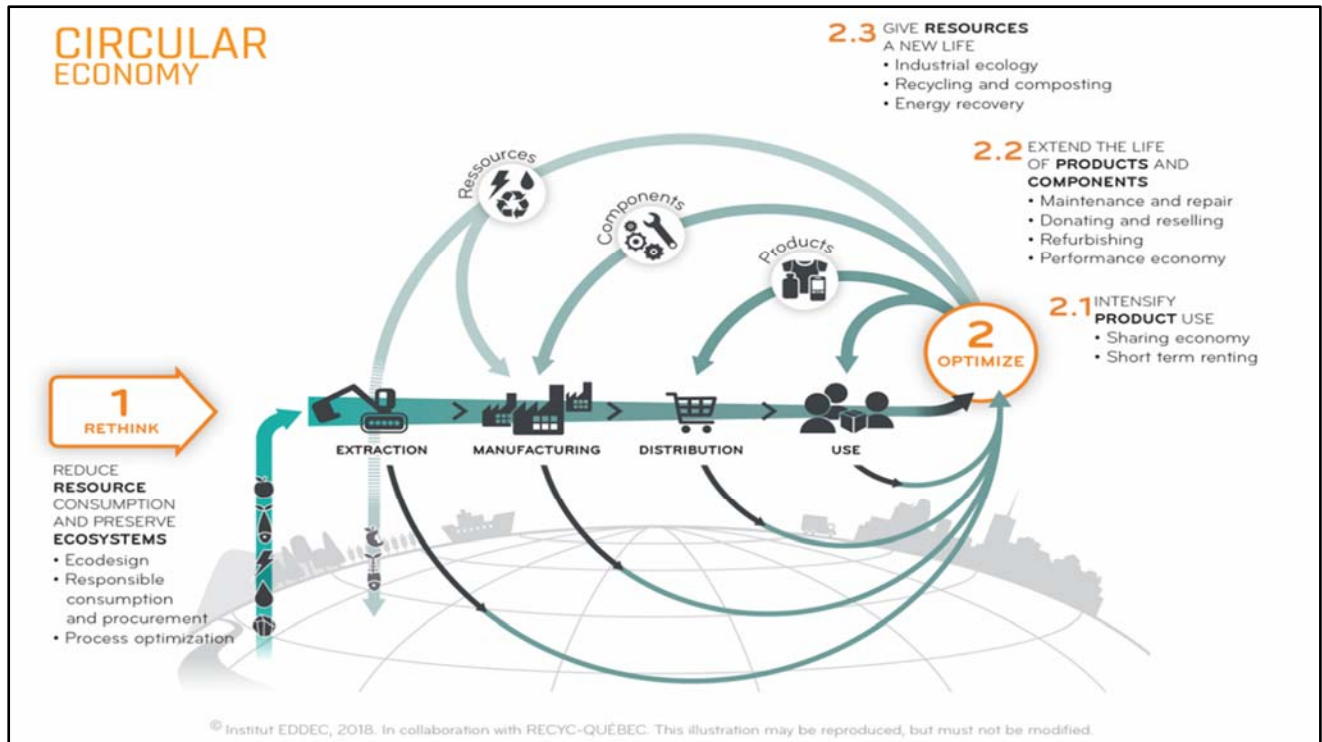 CIRCULAR
ECONOMY
2.3 GIVE RESOURCES
A NEW LIFE
• Industrial ecology
• Recycling and composting
• Energy recovery
2.2 EXTEND THE LIFE
OF PRODUCTS AND
COMPONENTS
• Maintenance and repair
• Donating and reselling
• Refurbishing
• Performance economy
2.1 INTENSIFY
PRODUCT USE
• Sharing economy
• Short term renting
Ressources
Components
Products
2
OPTIMIZE
1
RETHINK
EXTRACTION
MANUFACTURING
DISTRIBUTION
USE
REDUCE
RESOURCE
CONSUMPTION
AND PRESERVE
ECOSYSTEMS
• Ecodesign
• Responsible
consumption
and procurement
• Process optimization
© Institut EDDEC, 2018. In collaboration with RECYC-QUÉBEC. This illustration may be reproduced, but must not be modified.